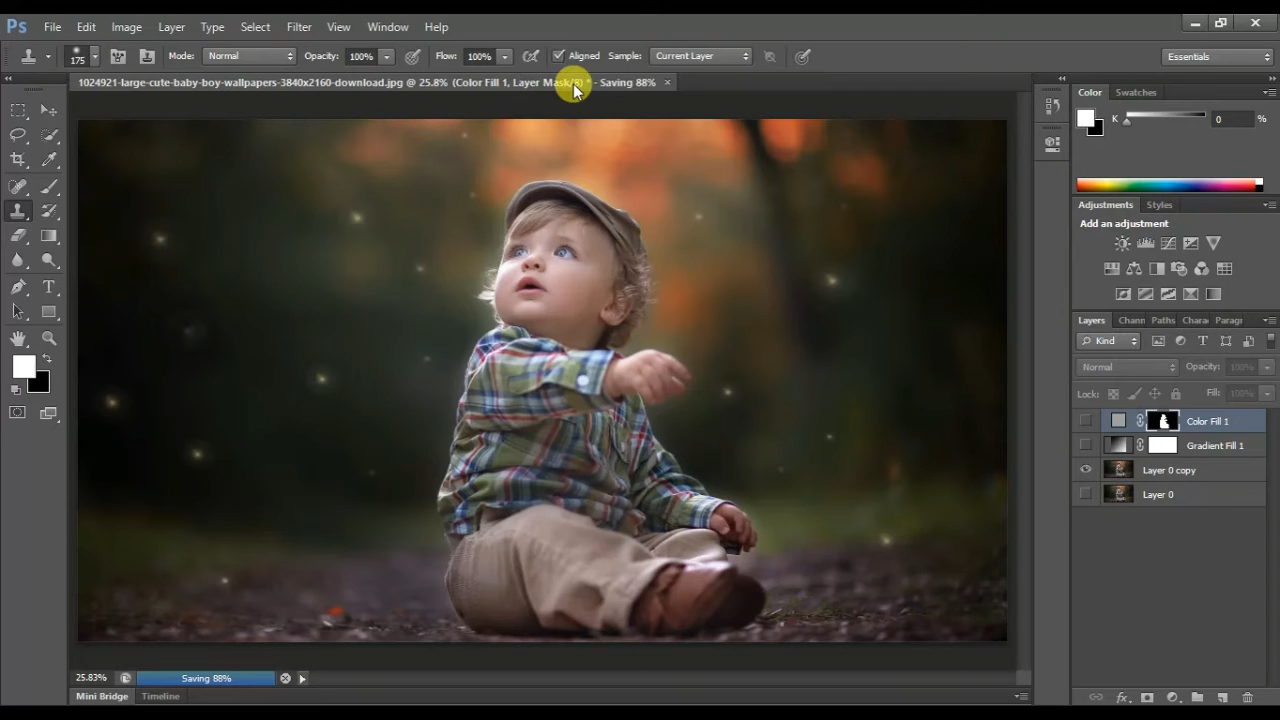 Ps File Edit Image Layer Type Select Filter View Window Help
175 Mode: Normal Opacity: 100% Flow: 100% Aligned Sample: Current Layer Essentials
1024921-large-cute-baby-boy-wallpapers-3840x2160-download.jpg @ 25.8% (Color Fill 1, Layer Mask/8) * - Saving 88%
Color Swatches
K 0 %
Adjustments Styles
Add an adjustment
Layers Chann Paths Chara Paragr
Kind
Normal Opacity: 100%
Lock: Fill: 100%
Color Fill 1
Gradient Fill 1
Layer 0 copy
Layer 0
25.83% Saving 88%
Mini Bridge Timeline